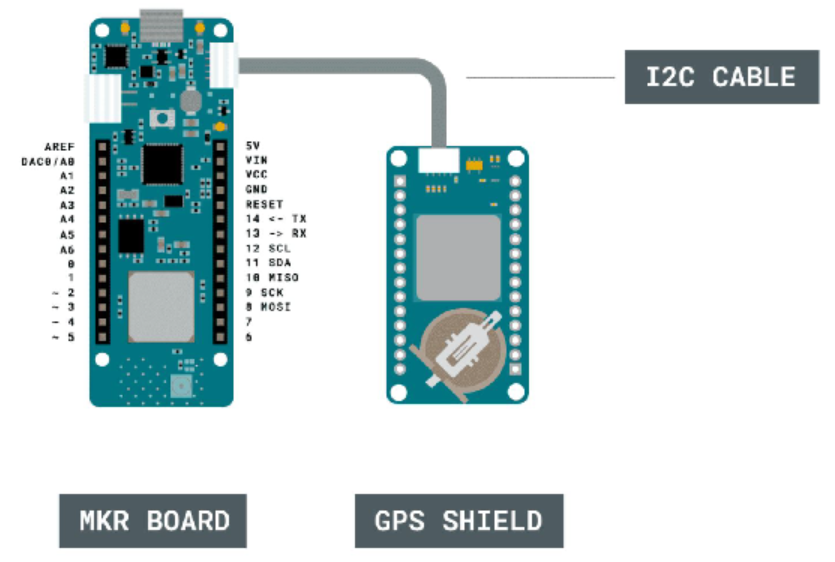 I2C CABLE
AREF
DAC0/A0
A1
A2
A3
A4
A5
A6
0
1
~ 2
~ 3
~ 4
~ 5
5V
VIN
VCC
GND
RESET
14 <- TX
13 -> RX
12 SCL
11 SDA
10 MISO
9 SCK
8 MOSI
7
6
MKR BOARD
GPS SHIELD